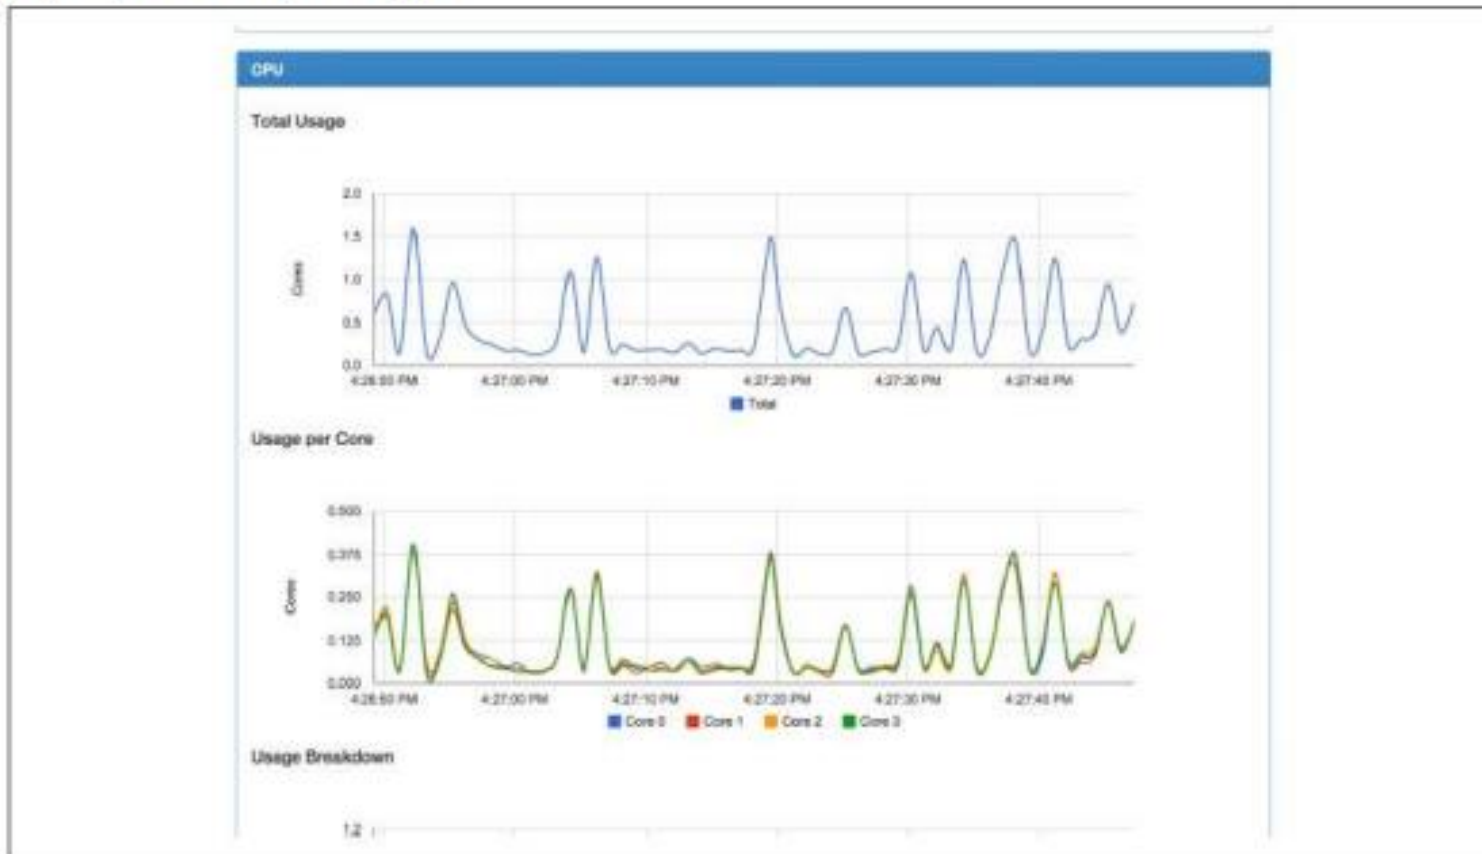 CPU
Total Usage
2.0
1.5
Cores
1.0
0.5
0.0
4:26:50 PM 4:27:00 PM 4:27:10 PM 4:27:20 PM 4:27:30 PM 4:27:40 PM
Total
Usage per Core
0.500
0.375
Cores
0.250
0.125
0.000
4:26:50 PM 4:27:00 PM 4:27:10 PM 4:27:20 PM 4:27:30 PM 4:27:40 PM
Core 0 Core 1 Core 2 Core 3
Usage Breakdown
1.2